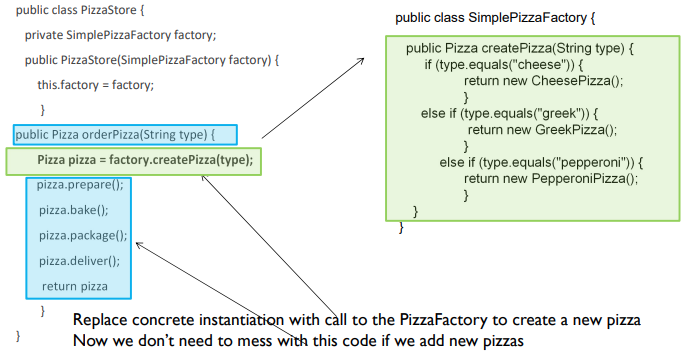 public class PizzaStore {
private SimplePizzaFactory factory;
public PizzaStore(SimplePizzaFactory factory) {
this.factory = factory;
}
public Pizza orderPizza(String type) {
Pizza pizza = factory.createPizza(type);
pizza.prepare();
pizza.bake();
pizza.package();
pizza.deliver();
return pizza
}
}
public class SimplePizzaFactory {
public Pizza createPizza(String type) {
if (type.equals("cheese")) {
return new CheesePizza();
}
else if (type.equals("greek")) {
return new GreekPizza();
}
else if (type.equals("pepperoni")) {
return new PepperoniPizza();
}
}
}
Replace concrete instantiation with call to the PizzaFactory to create a new pizza
Now we don't need to mess with this code if we add new pizzas